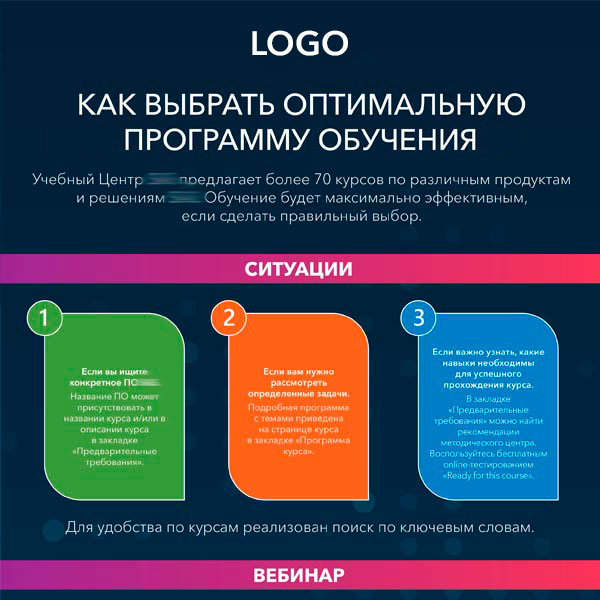 LOGO
КАК ВЫБРАТЬ ОПТИМАЛЬНУЮ
ПРОГРАММУ ОБУЧЕНИЯ
Учебный Центр предлагает более 70 курсов по различным продуктам
и решениям Обучение будет максимально эффективным,
если сделать правильный выбор.
СИТУАЦИИ
1
Если вы ищите
конкретное ПО
Название ПО может
присутствовать в
названии курса и/или в
описании курса
в закладке
«Предварительные
требования».
2
Если вам нужно
рассмотреть
определенные задачи.
Подробная программа
с темами приведена
на странице курса
в закладке «Программа
курса».
3
Если важно узнать, какие
навыки необходимы
для успешного
прохождения курса.
В закладке
«Предварительные
требования» можно найти
рекомендации
методического центра.
Воспользуйтесь бесплатным
online-тестированием
«Ready for this course».
Для удобства по курсам реализован поиск по ключевым словам.
ВЕБИНАР